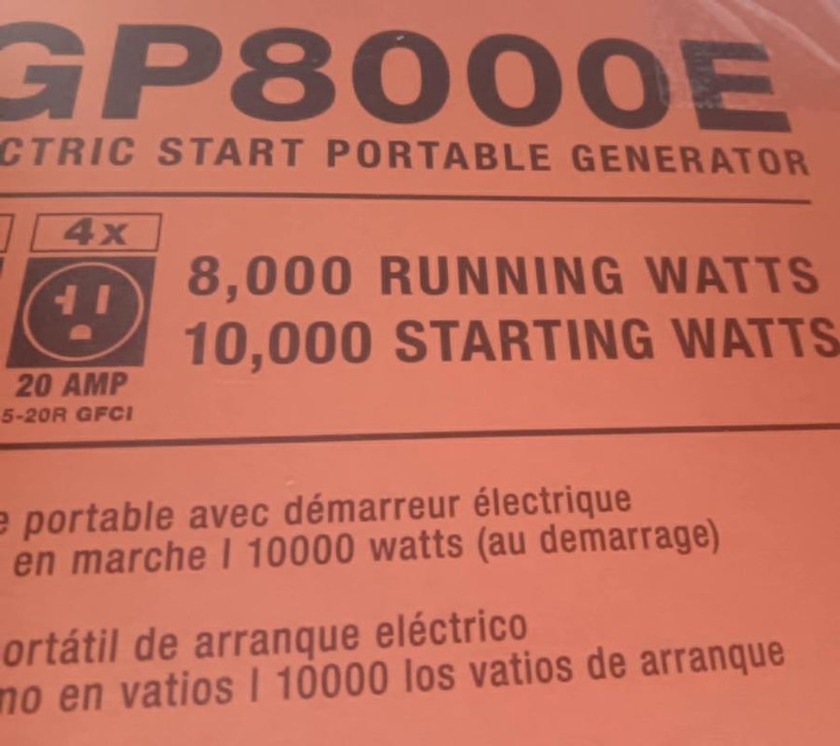 GP8000E
CTRIC START PORTABLE GENERATOR
4x
8,000 RUNNING WATTS
10,000 STARTING WATTS
20 AMP
5-20R GFCI
e portable avec démarreur électrique
en marche I 10000 watts (au demarrage)
ortátil de arranque eléctrico
no en vatios I 10000 los vatios de arranque